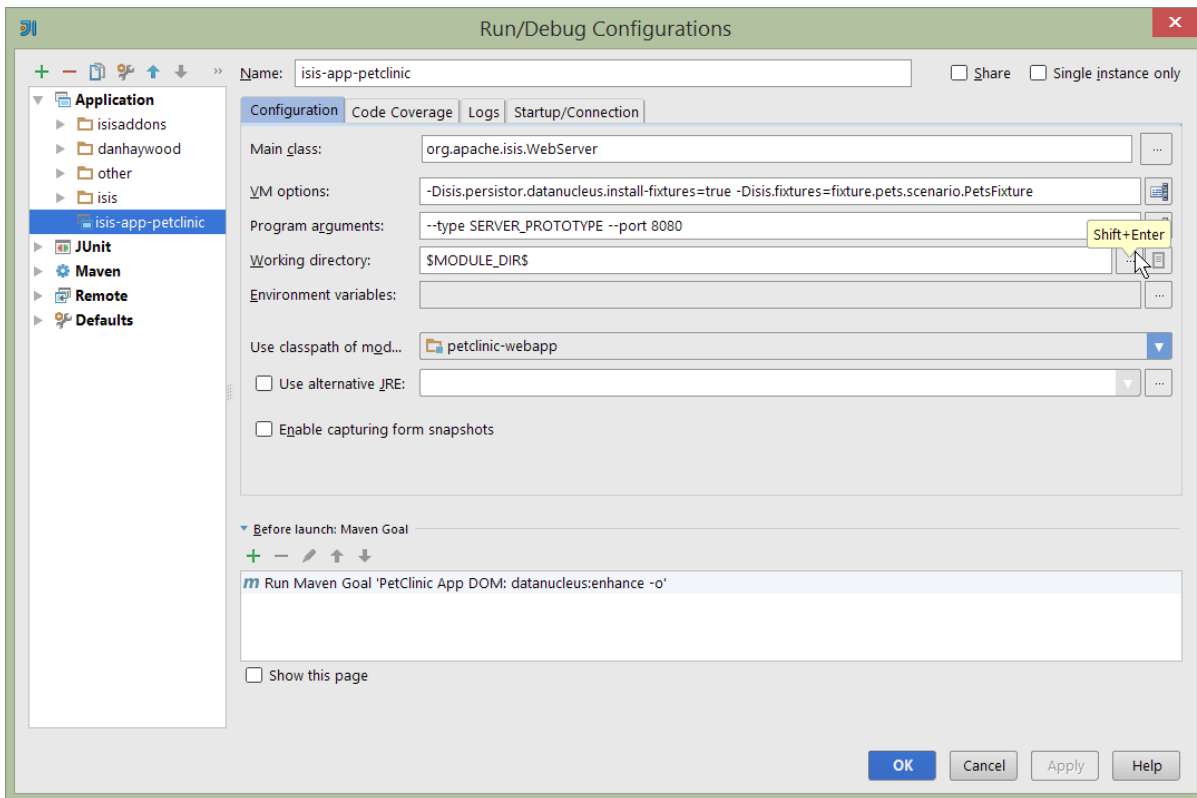 Run/Debug Configurations
Name: isis-app-petclinic Share Single instance only
Application
isisaddons
danhaywood
other
isis
isis-app-petclinic
JUnit
Maven
Remote
Defaults
Configuration Code Coverage Logs Startup/Connection
Main class: org.apache.isis.WebServer ...
VM options: -Disis.persistor.datanucleus.install-fixtures=true -Disis.fixtures=fixture.pets.scenario.PetsFixture
Program arguments: --type SERVER_PROTOTYPE --port 8080
Shift+Enter
Working directory: $MODULE_DIR$ ...
Environment variables: ...
Use classpath of mod... petclinic-webapp
Use alternative JRE: ...
Enable capturing form snapshots
Before launch: Maven Goal
m Run Maven Goal 'PetClinic App DOM: datanucleus:enhance -o'
Show this page
OK Cancel Apply Help